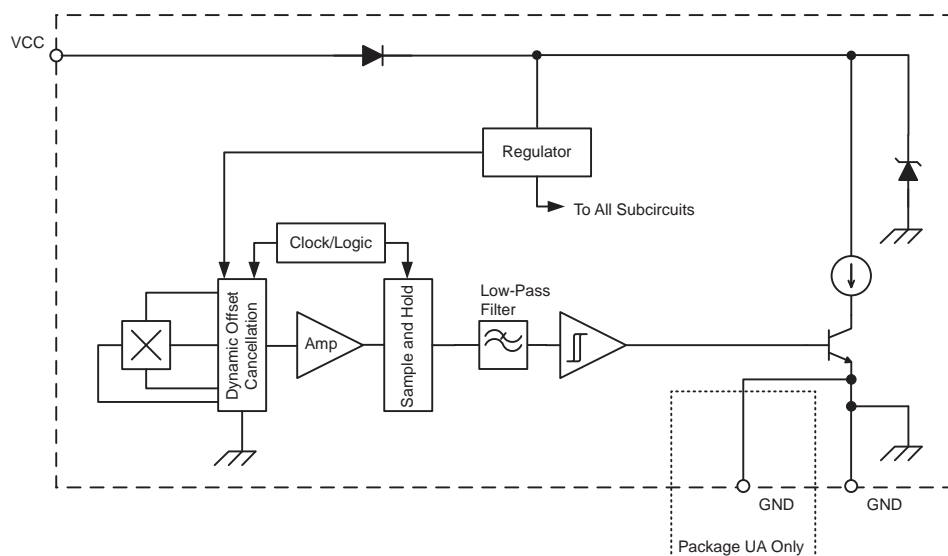 VCC
Regulator
To All Subcircuits
Clock/Logic
Dynamic Offset
Cancellation
Amp
Sample and Hold
Low-Pass
Filter
GND
GND
Package UA Only